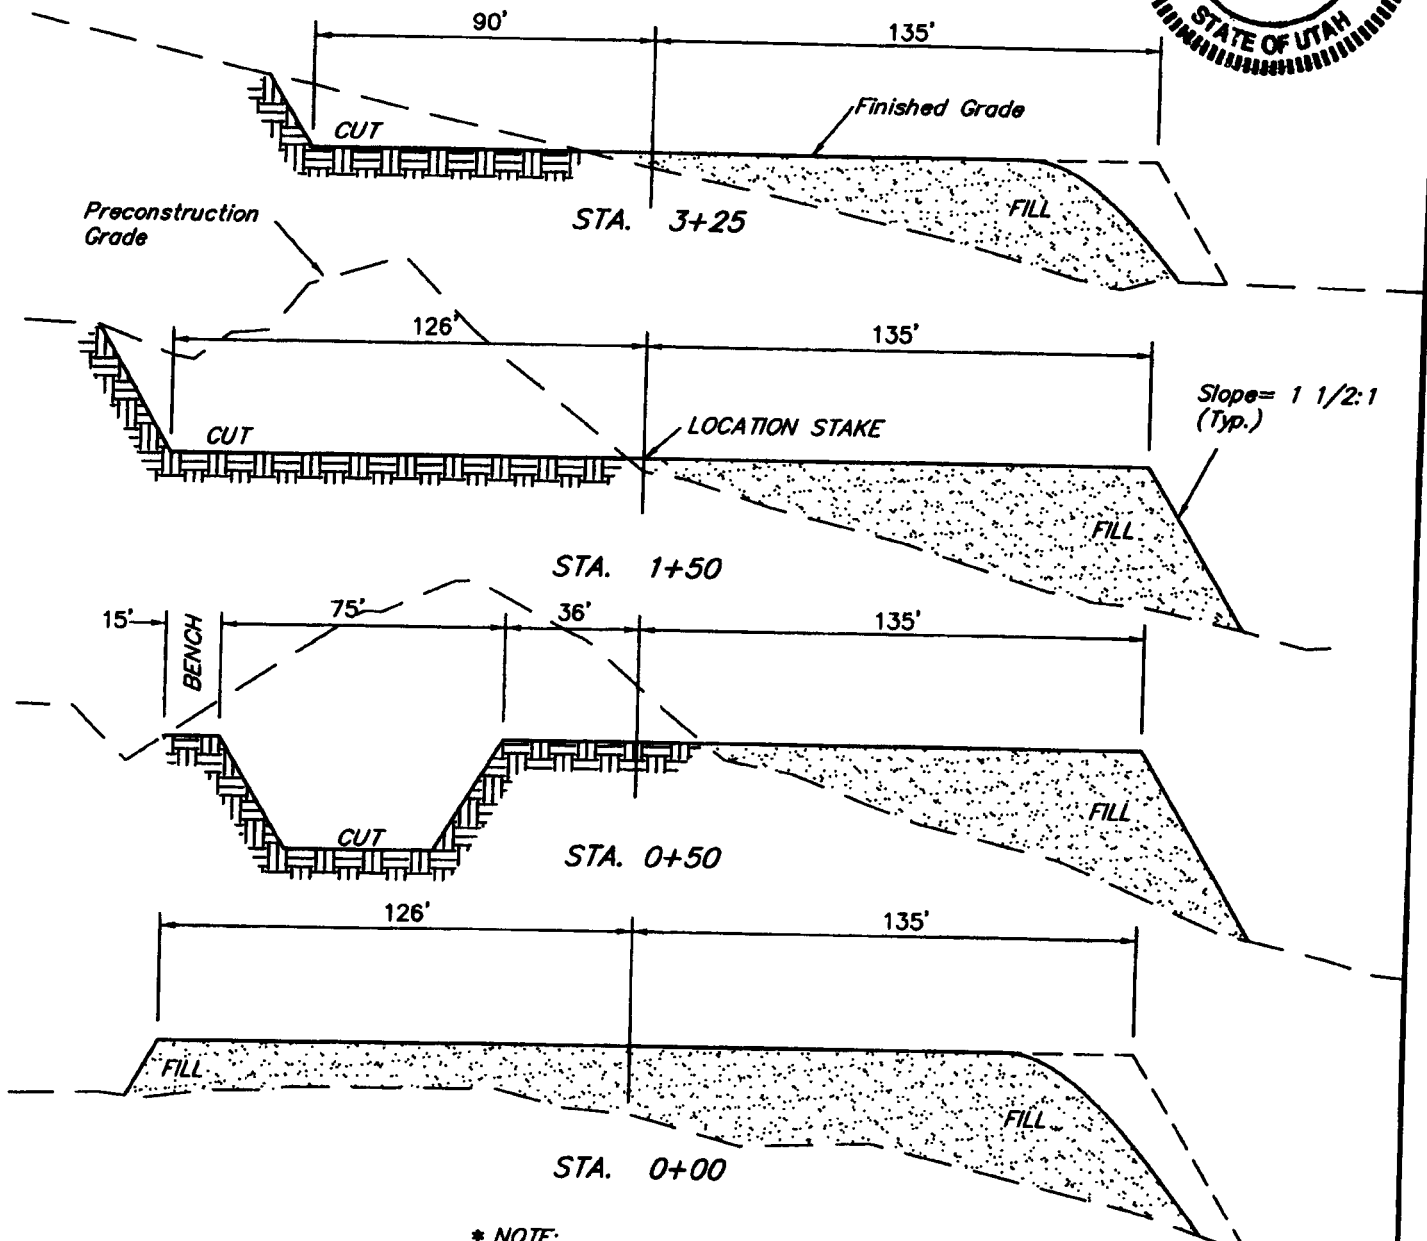 STATE OF UTAH
90' 135'
Finished Grade
CUT
FILL
STA. 3+25
Preconstruction
Grade
126' 135'
Slope= 1 1/2:1
(Typ.)
LOCATION STAKE
CUT
FILL
STA. 1+50
15' BENCH 75' 36' 135'
FILL
CUT
STA. 0+50
126' 135'
FILL
FILL
STA. 0+00
* NOTE: